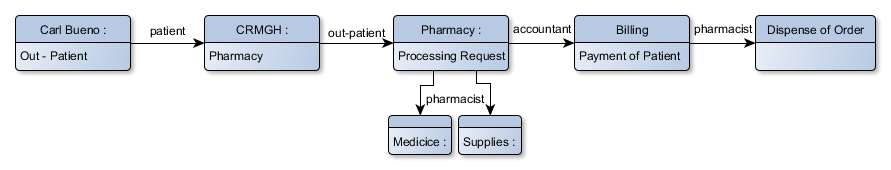 Carl Bueno :
Out - Patient
patient
CRMGH :
Pharmacy
out-patient
Pharmacy :
Processing Request
accountant
Billing
Payment of Patient
pharmacist
Dispense of Order
pharmacist
Medicice :
Supplies :